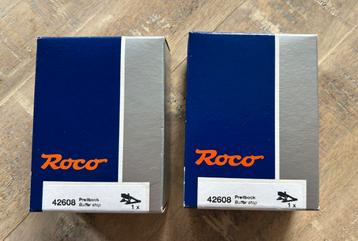 Roco
42608 Prellbock
Buffer stop
1 x
Roco
42608 Prellbock
Buffer stop
1 x